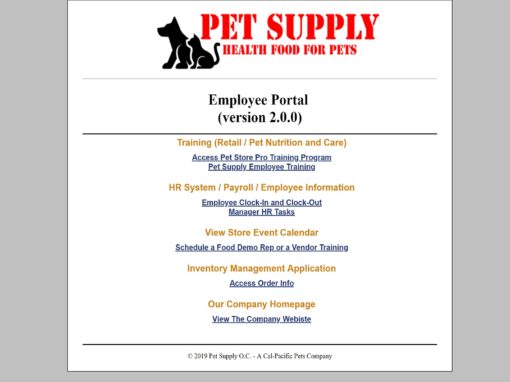 PET SUPPLY
HEALTH FOOD FOR PETS
Employee Portal
(version 2.0.0)
Training (Retail / Pet Nutrition and Care)
Access Pet Store Pro Training Program
Pet Supply Employee Training
HR System / Payroll / Employee Information
Employee Clock-In and Clock-Out
Manager HR Tasks
View Store Event Calendar
Schedule a Food Demo Rep or a Vendor Training
Inventory Management Application
Access Order Info
Our Company Homepage
View The Company Webiste
© 2019 Pet Supply O.C. - A Cal-Pacific Pets Company